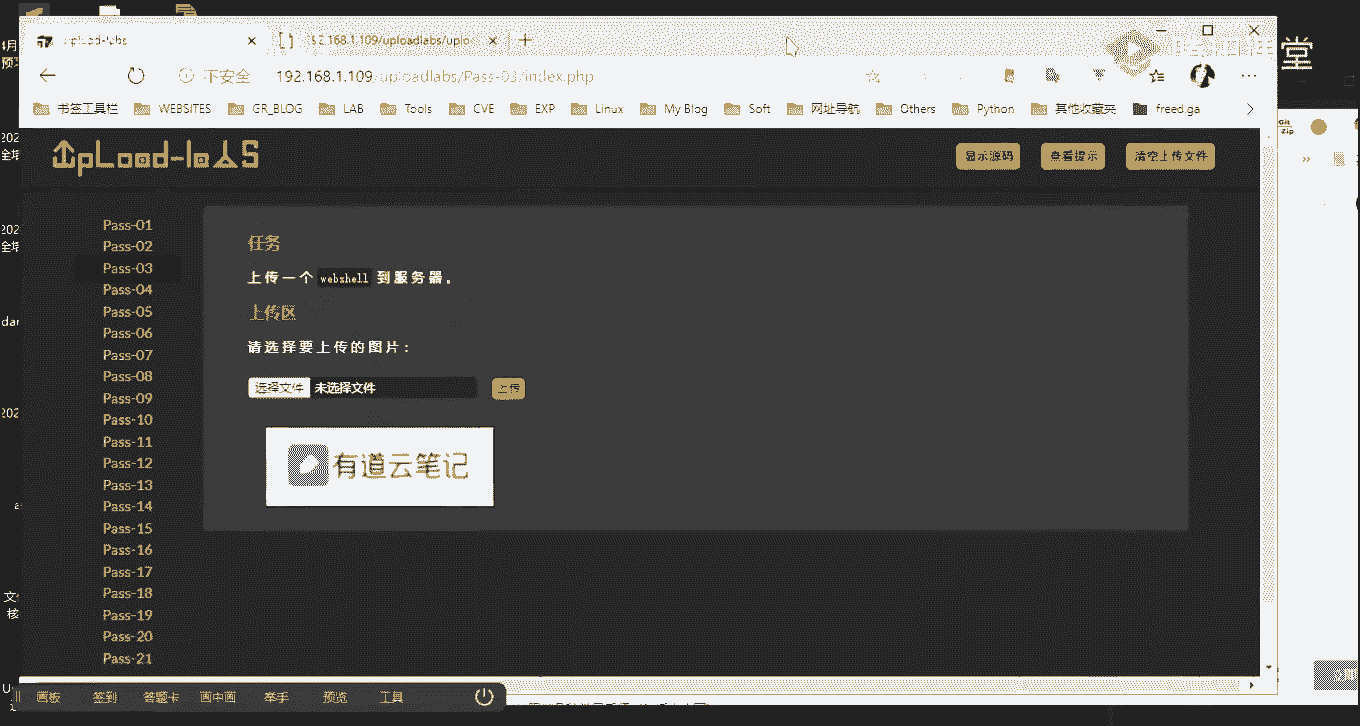 upload-labs
192.168.1.109/uploadlabs/uplo
堂
不安全 192.168.1.109/uploadlabs/Pass-03/index.php
书签工具栏 WEBSITES GR_BLOG LAB Tools CVE EXP Linux My Blog Soft 网址导航 Others Python 其他收藏夹 freed.ga
UpLoad-labS
显示源码 查看提示 清空上传文件
Pass-01
Pass-02
Pass-03
Pass-04
Pass-05
Pass-06
Pass-07
Pass-08
Pass-09
Pass-10
Pass-11
Pass-12
Pass-13
Pass-14
Pass-15
Pass-16
Pass-17
Pass-18
Pass-19
Pass-20
Pass-21
任务
上传一个 webshell 到服务器。
上传区
请选择要上传的图片：
选择文件 未选择文件 上传
有道云笔记
画板 签到 答题卡 画中画 举手 预览 工具